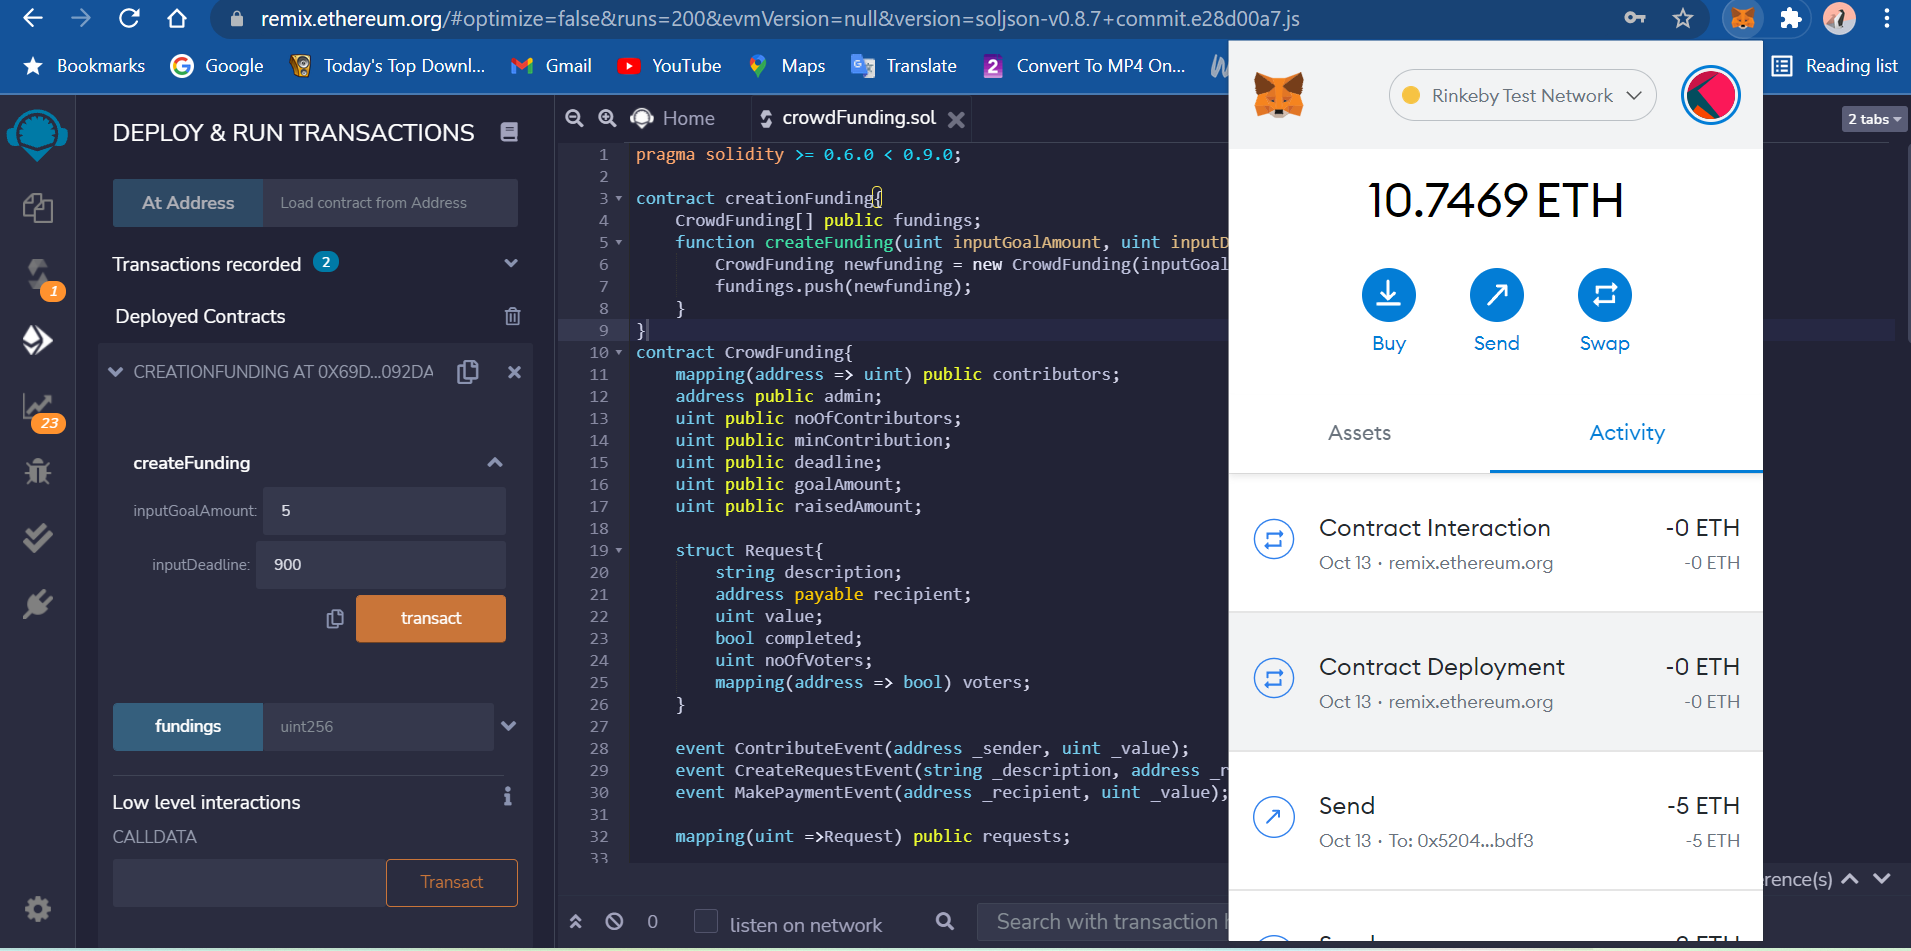 remix.ethereum.org/#optimize=false&runs=200&evmVersion=null&version=soljson-v0.8.7+commit.e28d00a7.js
Bookmarks Google Today's Top Downl... Gmail YouTube Maps Translate Convert To MP4 On... Reading list
DEPLOY & RUN TRANSACTIONS
At Address Load contract from Address
Transactions recorded 2
Deployed Contracts
CREATIONFUNDING AT 0X69D...092DA
createFunding
inputGoalAmount: 5
inputDeadline: 900
transact
fundings uint256
Low level interactions
CALLDATA
Transact
1
23
Home crowdFunding.sol
2 tabs
1 pragma solidity >= 0.6.0 < 0.9.0;
2
3 contract creationFunding{
4 CrowdFunding[] public fundings;
5 function createFunding(uint inputGoalAmount, uint inputD
6 CrowdFunding newfunding = new CrowdFunding(inputGoal
7 fundings.push(newfunding);
8 }
9 }
10 contract CrowdFunding{
11 mapping(address => uint) public contributors;
12 address public admin;
13 uint public noOfContributors;
14 uint public minContribution;
15 uint public deadline;
16 uint public goalAmount;
17 uint public raisedAmount;
18
19 struct Request{
20 string description;
21 address payable recipient;
22 uint value;
23 bool completed;
24 uint noOfVoters;
25 mapping(address => bool) voters;
26 }
27
28 event ContributeEvent(address _sender, uint _value);
29 event CreateRequestEvent(string _description, address _r
30 event MakePaymentEvent(address _recipient, uint _value);
31
32 mapping(uint =>Request) public requests;
33
0 listen on network Search with transaction h
rence(s)
Rinkeby Test Network
10.7469 ETH
Buy Send Swap
Assets Activity
Contract Interaction -0 ETH
Oct 13 · remix.ethereum.org -0 ETH
Contract Deployment -0 ETH
Oct 13 · remix.ethereum.org -0 ETH
Send -5 ETH
Oct 13 · To: 0x5204...bdf3 -5 ETH